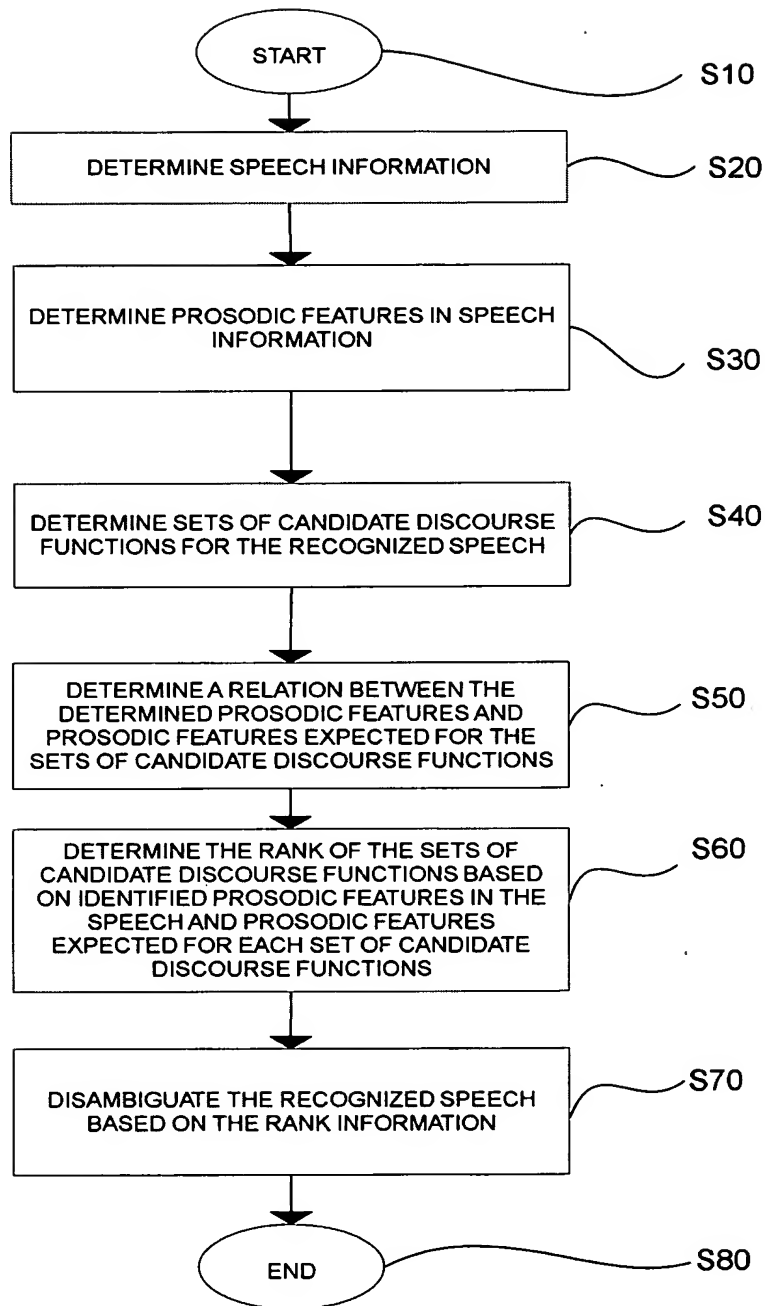 START
S10
DETERMINE SPEECH INFORMATION
S20
DETERMINE PROSODIC FEATURES IN SPEECH
INFORMATION
S30
DETERMINE SETS OF CANDIDATE DISCOURSE
FUNCTIONS FOR THE RECOGNIZED SPEECH
S40
DETERMINE A RELATION BETWEEN THE
DETERMINED PROSODIC FEATURES AND
PROSODIC FEATURES EXPECTED FOR THE
SETS OF CANDIDATE DISCOURSE FUNCTIONS
S50
DETERMINE THE RANK OF THE SETS OF
CANDIDATE DISCOURSE FUNCTIONS BASED
ON IDENTIFIED PROSODIC FEATURES IN THE
SPEECH AND PROSODIC FEATURES
EXPECTED FOR EACH SET OF CANDIDATE
DISCOURSE FUNCTIONS
S60
DISAMBIGUATE THE RECOGNIZED SPEECH
BASED ON THE RANK INFORMATION
S70
END
S80